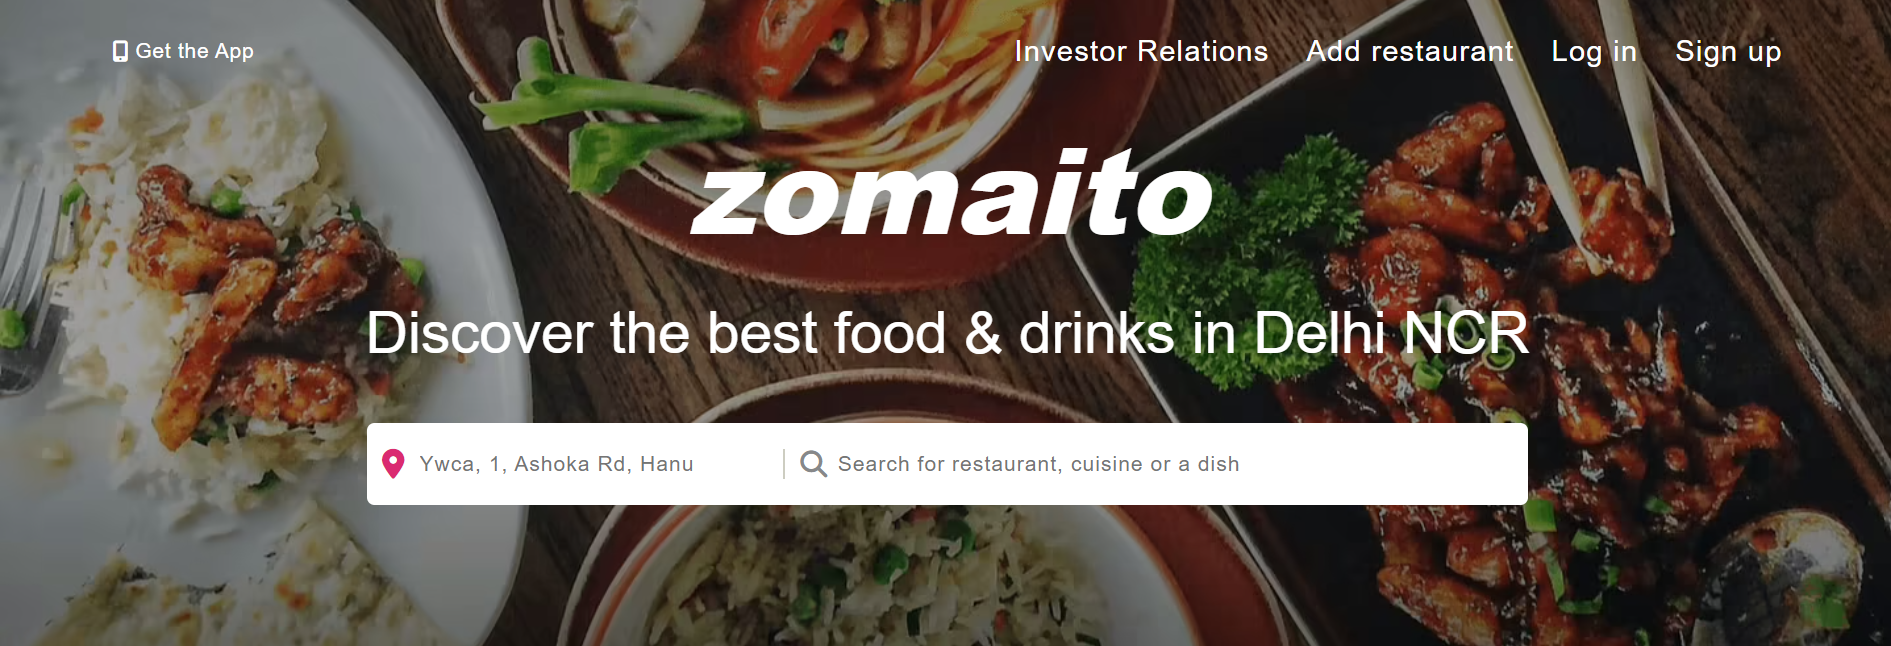 Get the App
Investor Relations
Add restaurant
Log in
Sign up
zomaito
Discover the best food & drinks in Delhi NCR
Ywca, 1, Ashoka Rd, Hanu
Search for restaurant, cuisine or a dish